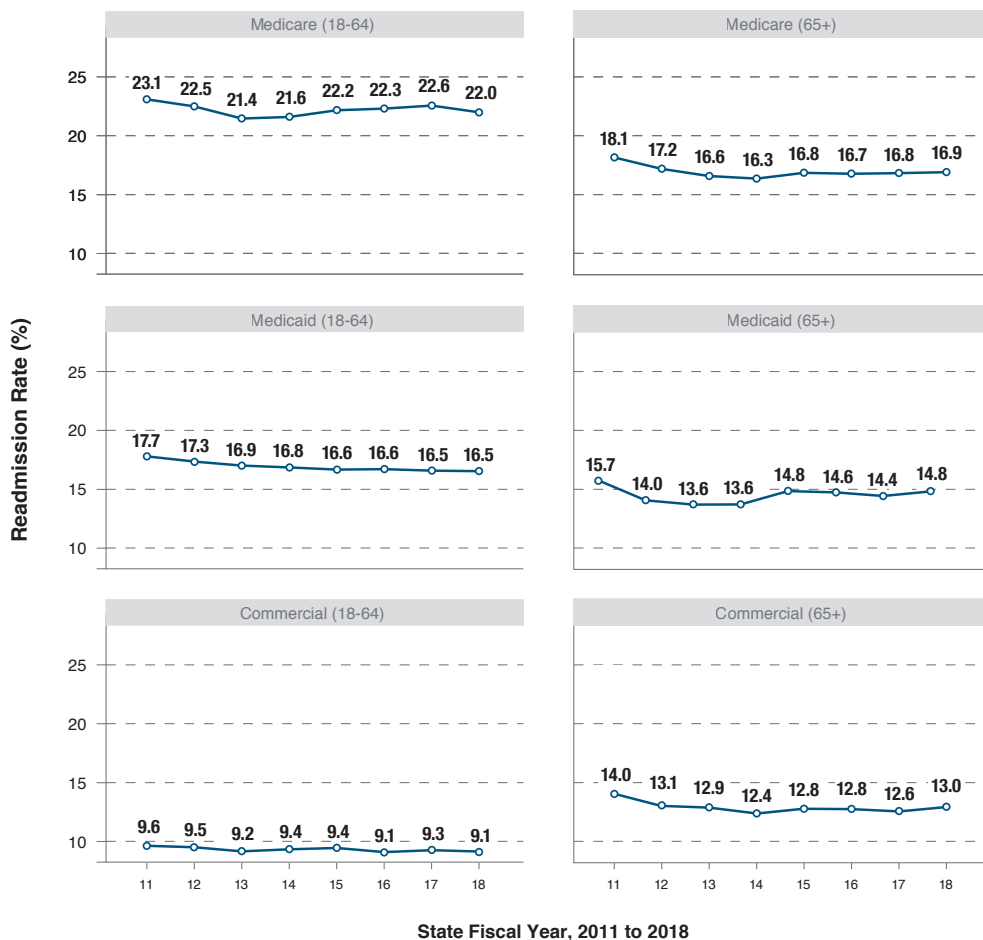 Medicare (18-64)
25
20
15
10
23.1 22.5 21.4 21.6 22.2 22.3 22.6 22.0
Medicare (65+)
18.1 17.2 16.6 16.3 16.8 16.7 16.8 16.9
Readmission Rate (%)
Medicaid (18-64)
25
20
15
10
17.7 17.3 16.9 16.8 16.6 16.6 16.5 16.5
Medicaid (65+)
15.7 14.0 13.6 13.6 14.8 14.6 14.4 14.8
Commercial (18-64)
25
20
15
10
9.6 9.5 9.2 9.4 9.4 9.1 9.3 9.1
11 12 13 14 15 16 17 18
Commercial (65+)
14.0 13.1 12.9 12.4 12.8 12.8 12.6 13.0
11 12 13 14 15 16 17 18
State Fiscal Year, 2011 to 2018